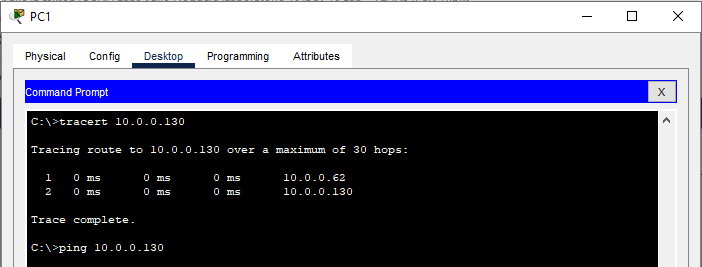 PC1
Physical Config Desktop Programming Attributes
Command Prompt X
C:\>tracert 10.0.0.130
Tracing route to 10.0.0.130 over a maximum of 30 hops:
1 0 ms 0 ms 0 ms 10.0.0.62
2 0 ms 0 ms 0 ms 10.0.0.130
Trace complete.
C:\>ping 10.0.0.130